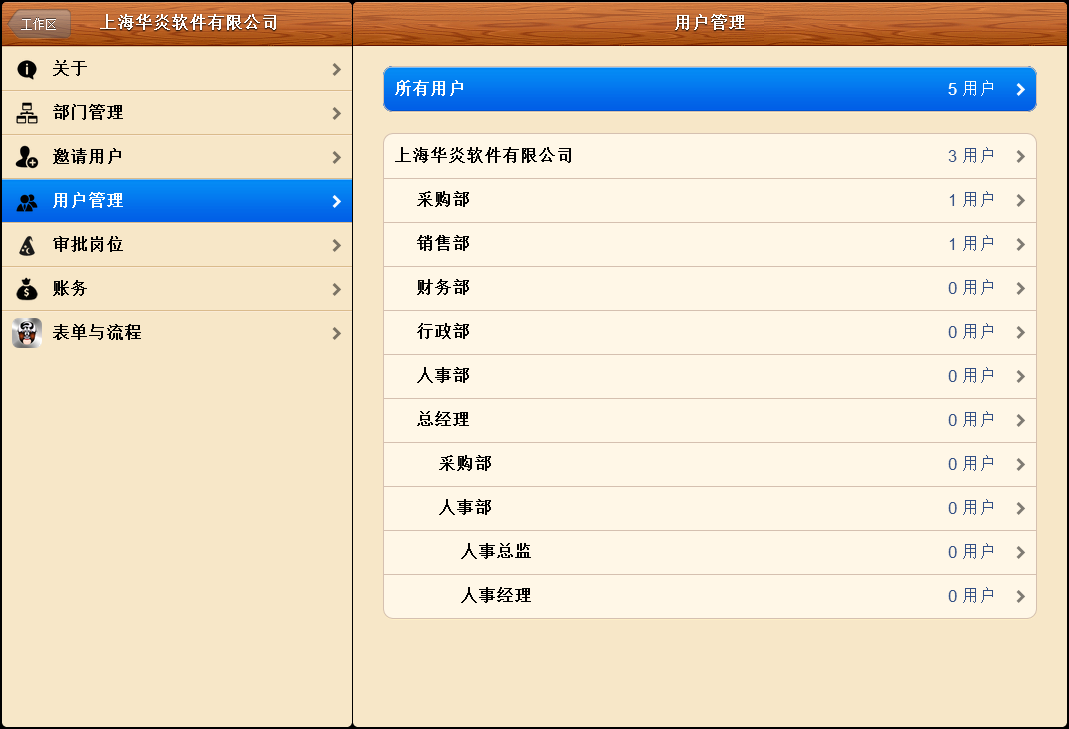 工作区
上海华炎软件有限公司
关于
部门管理
邀请用户
用户管理
审批岗位
账务
表单与流程
用户管理
所有用户 5 用户
上海华炎软件有限公司 3 用户
采购部 1 用户
销售部 1 用户
财务部 0 用户
行政部 0 用户
人事部 0 用户
总经理 0 用户
采购部 0 用户
人事部 0 用户
人事总监 0 用户
人事经理 0 用户